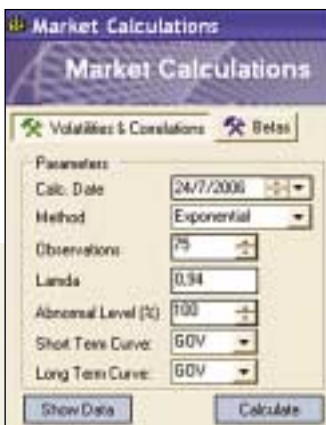 Market Calculations
Market Calculations
Volatilities & Correlations Betas
Parameters
Calc. Date 24/7/2006
Method Exponential
Observations 75
Lamda 0,94
Abnormal Level (%) 100
Short Term Curve: GOV
Long Term Curve: GOV
Show Data Calculate